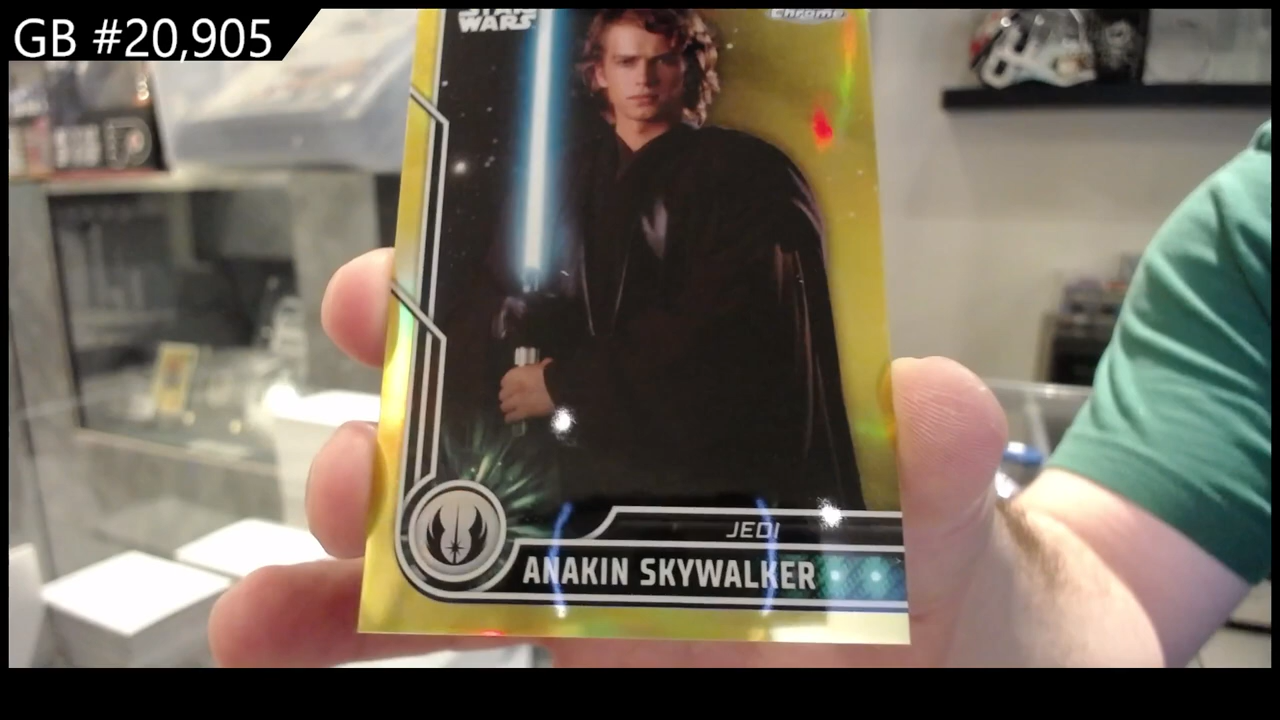 GB #20,905
STAR
WARS
Chrome
JEDI
ANAKIN SKYWALKER